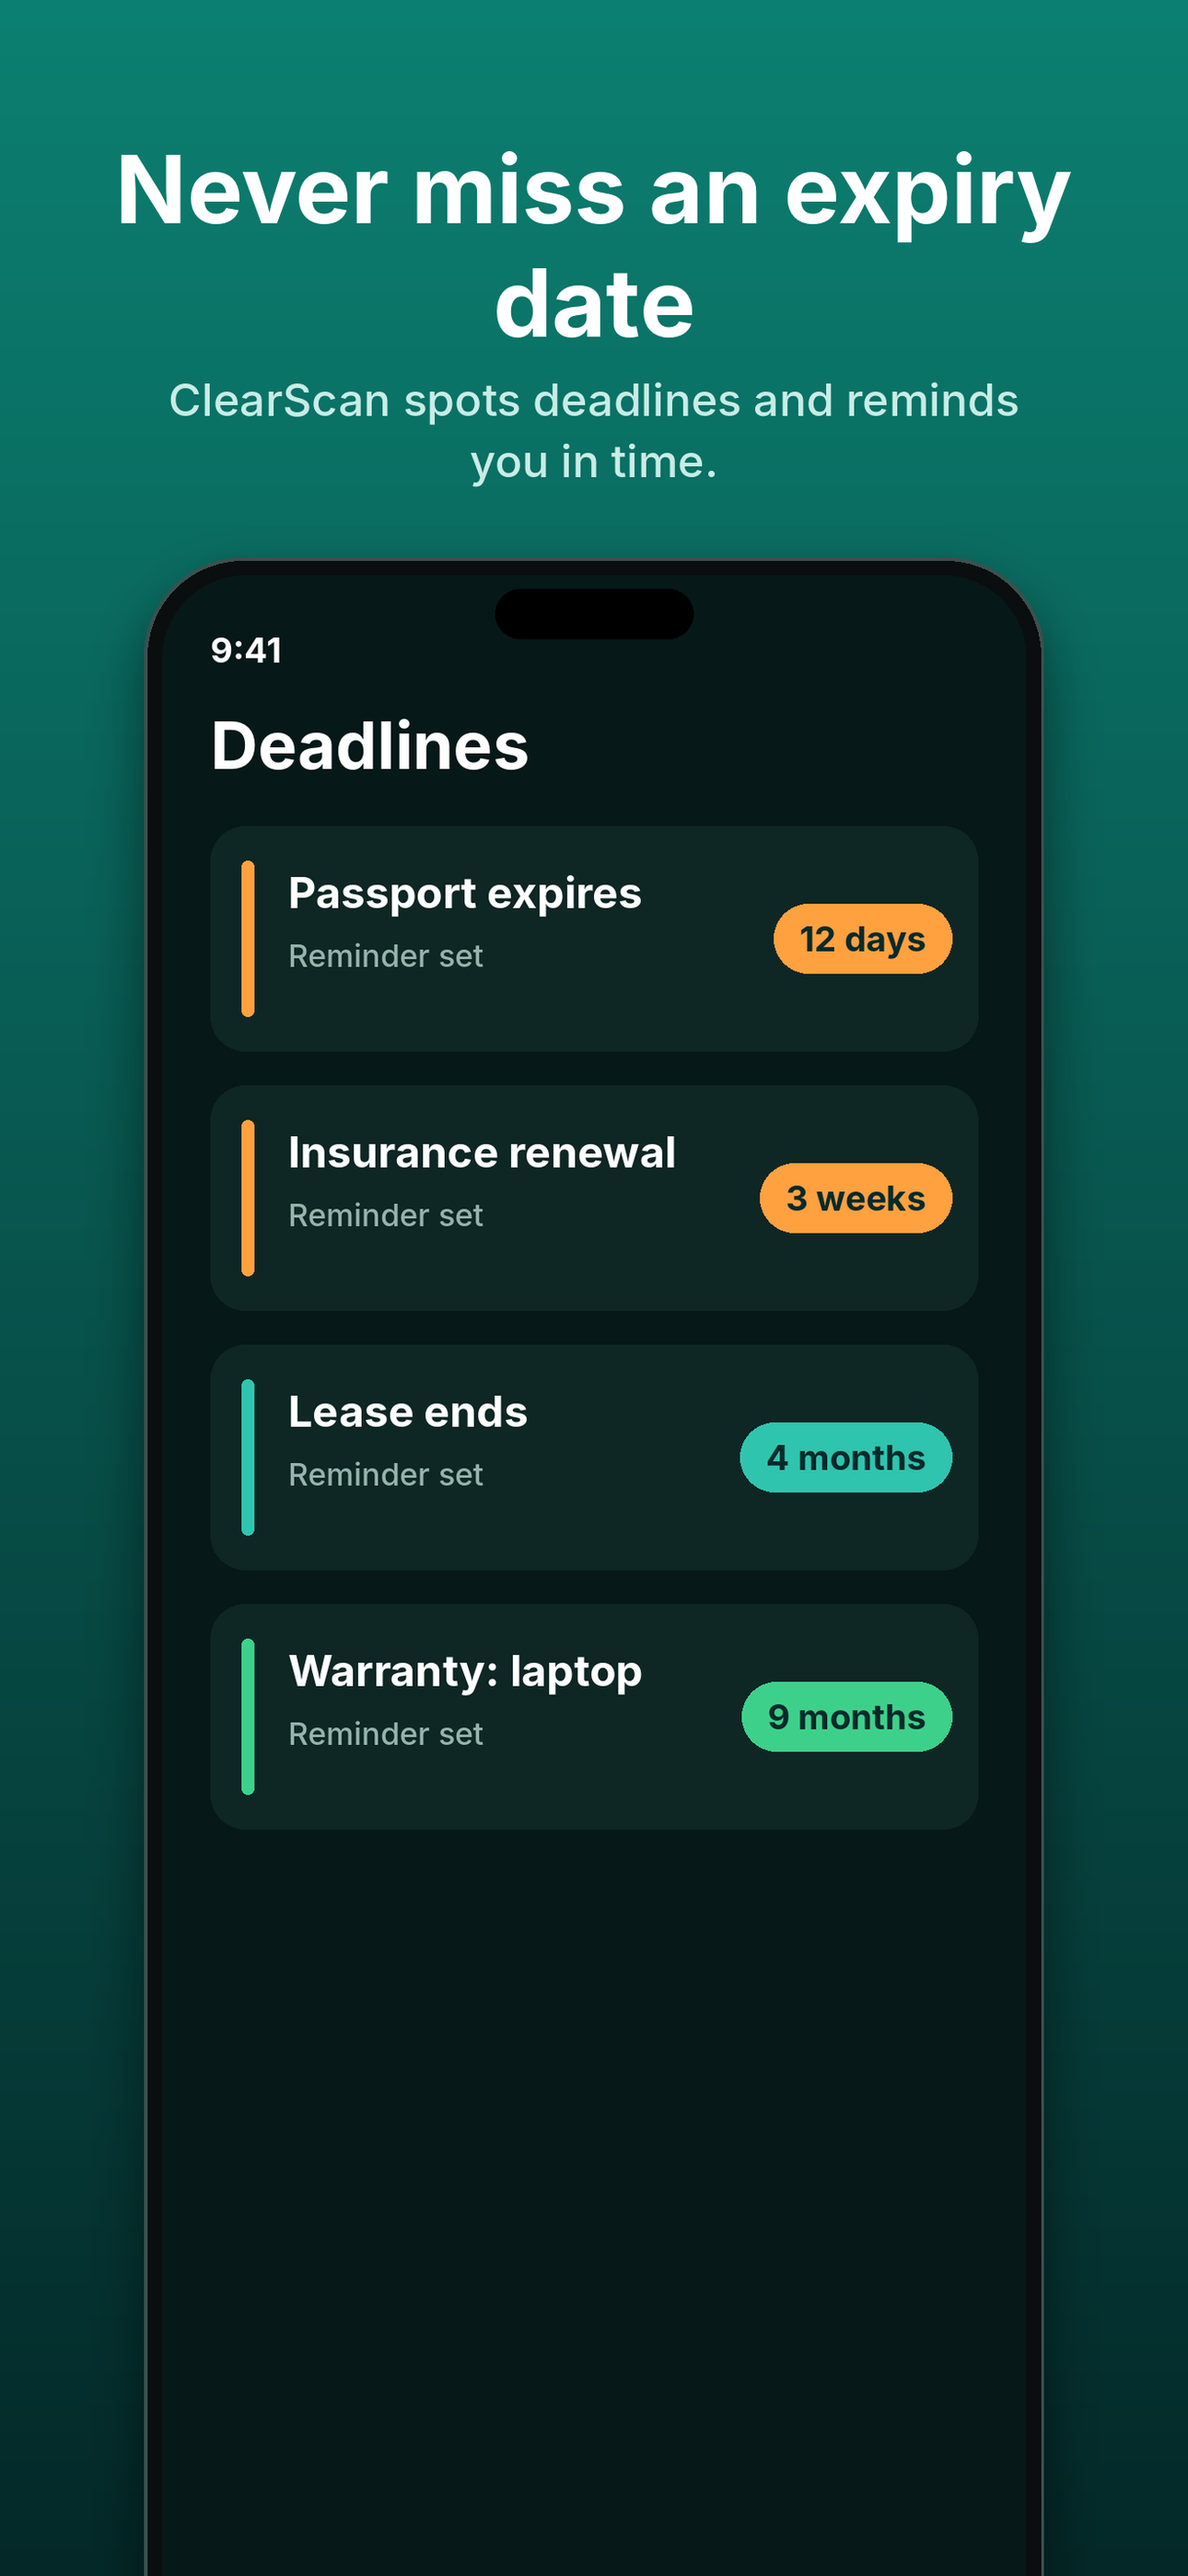 Never miss an expiry
date
ClearScan spots deadlines and reminds
you in time.
9:41
Deadlines
Passport expires
Reminder set
12 days
Insurance renewal
Reminder set
3 weeks
Lease ends
Reminder set
4 months
Warranty: laptop
Reminder set
9 months